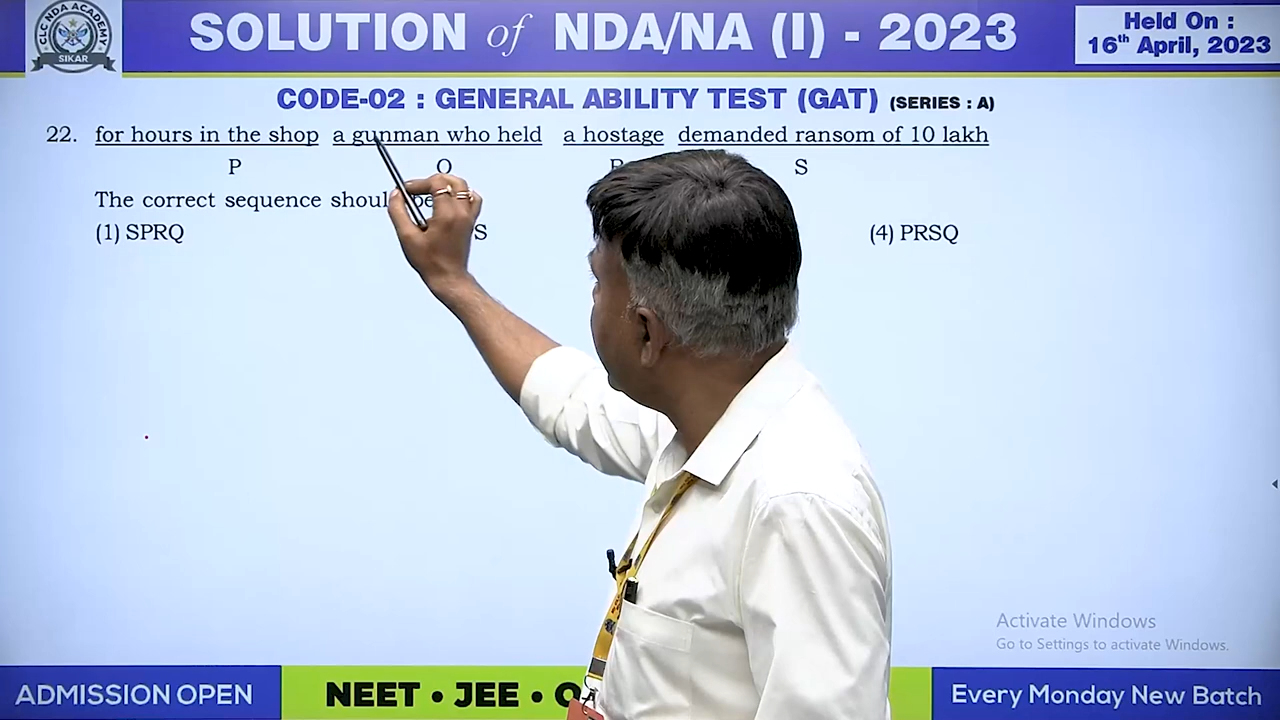 CLC NDA ACADEMY
SIKAR
SOLUTION of NDA/NA (I) - 2023
Held On :
16th April, 2023
CODE-02 : GENERAL ABILITY TEST (GAT) (SERIES : A)
22. for hours in the shop a gunman who held a hostage demanded ransom of 10 lakh
P Q S
The correct sequence should be
(1) SPRQ S (4) PRSQ
Activate Windows
Go to Settings to activate Windows.
ADMISSION OPEN
NEET • JEE •
Every Monday New Batch